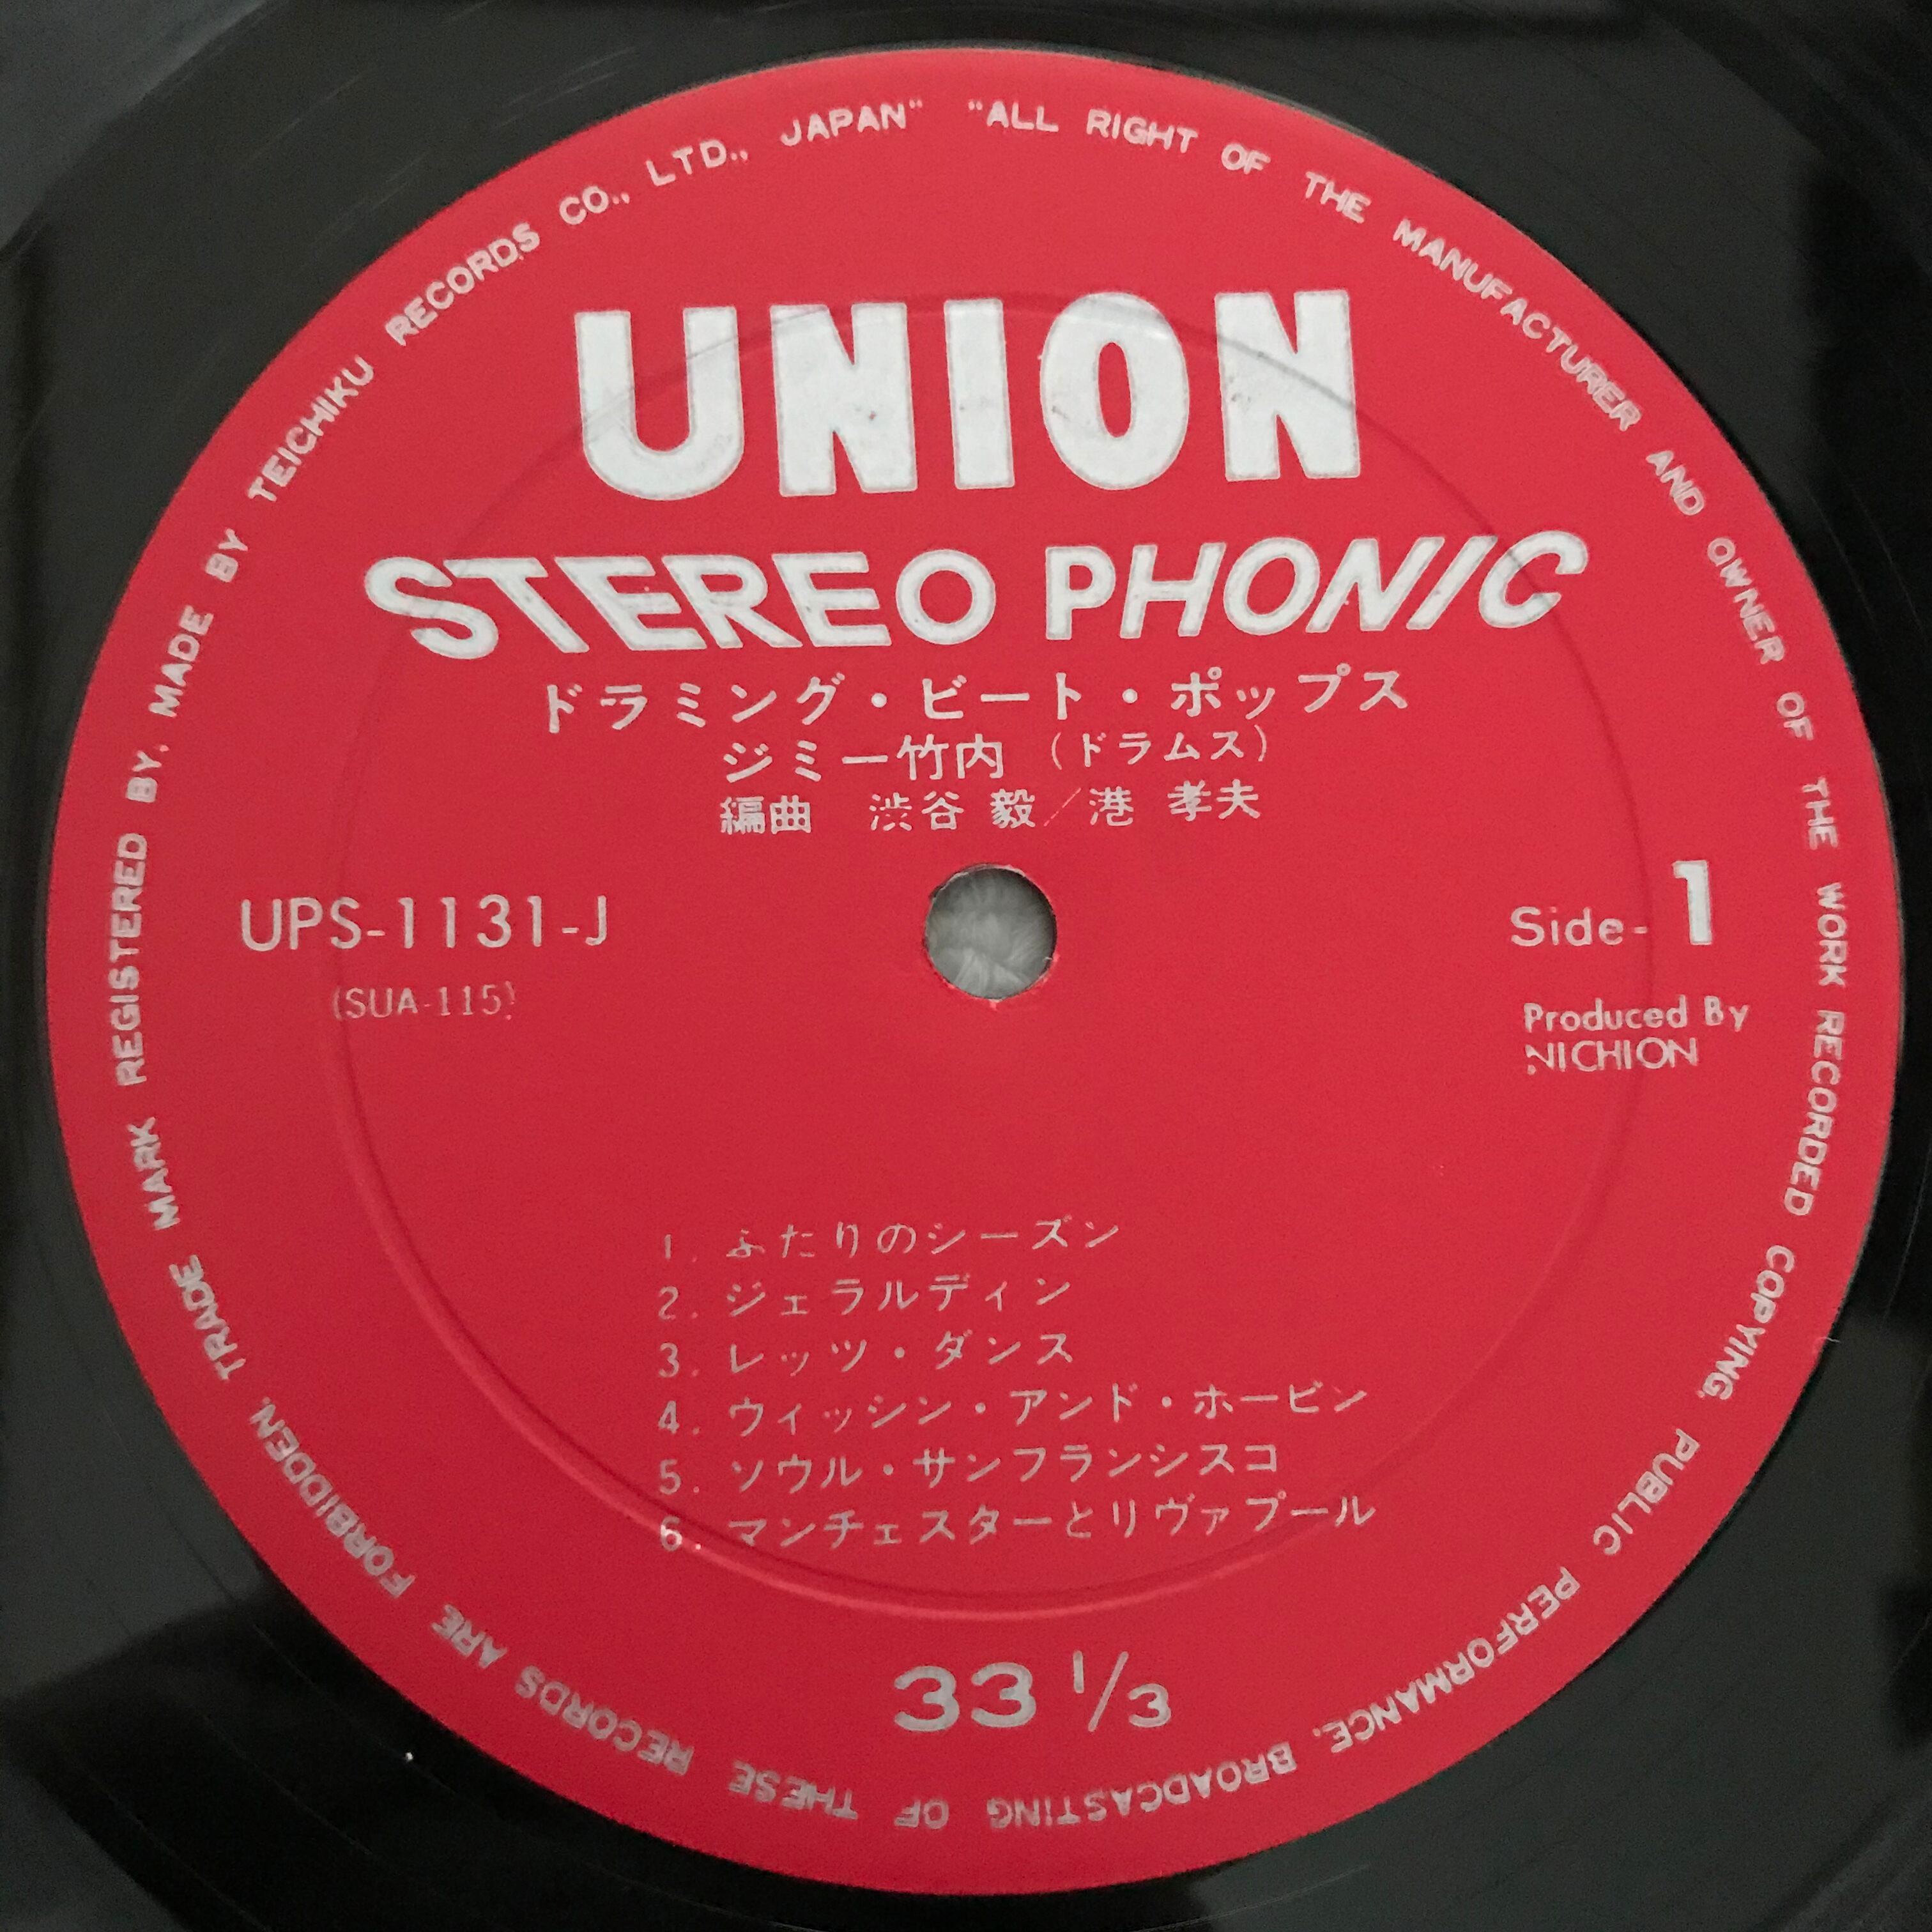 UNION
STEREO PHONIC
ドラミング・ビート・ポップス
ジミー竹内 (ドラムス)
編曲 渋谷 毅/港 孝夫
UPS-1131-J
(SUA-115)
Side-1
Produced By
NICHION
1. ふたりのシーズン
2. ジェラルディン
3. レッツ・ダンス
4. ウィッシン・アンド・ホーピン
5. ソウル・サンフランシスコ
6. マンチェスターとリヴァプール
33 1/3
"ALL RIGHT OF THE MANUFACTURER AND OWNER OF THE WORK RECORDED COPYING, PUBLIC PERFORMANCE, BROADCASTING OF THESE RECORDS ARE FORBIDDEN, TRADE MARK REGISTERED BY, MADE BY TEICHIKU RECORDS CO., LTD., JAPAN"